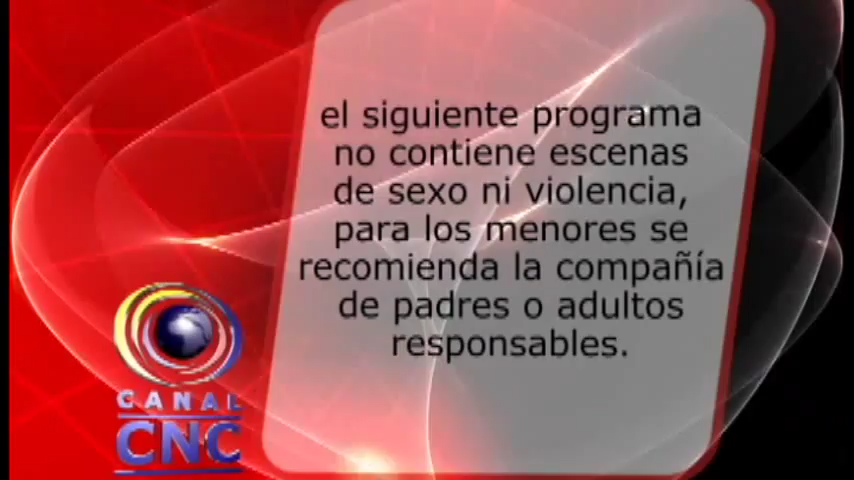 el siguiente programa
no contiene escenas
de sexo ni violencia,
para los menores se
recomienda la compañía
de padres o adultos
responsables.
CANAL
CNC